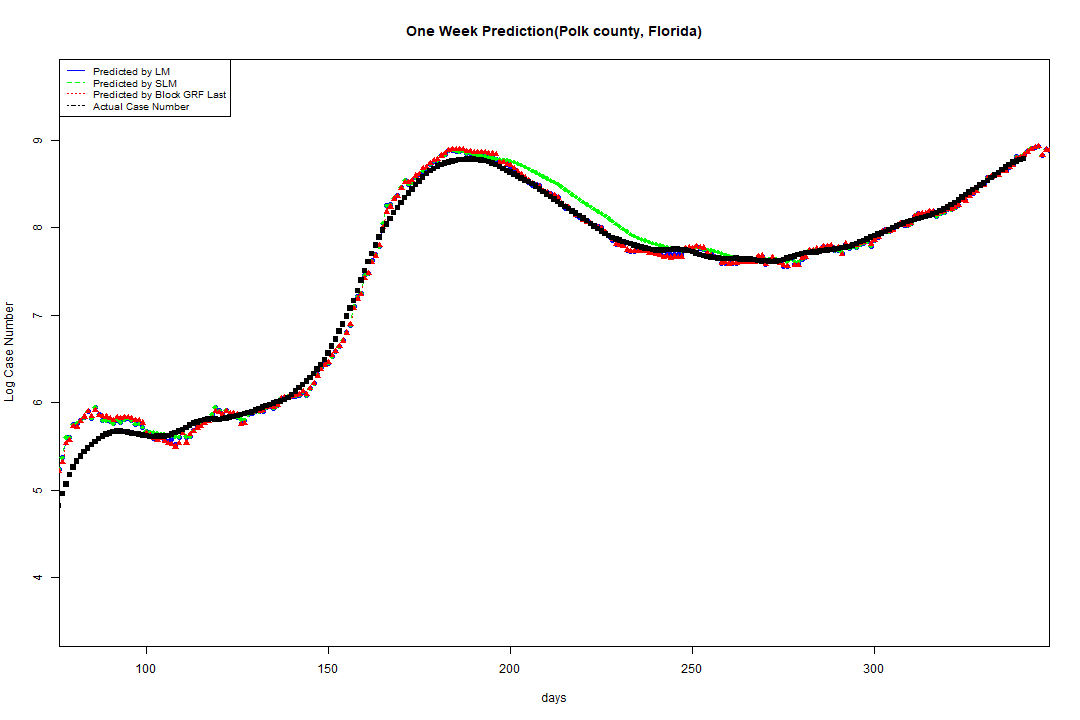 One Week Prediction(Polk county, Florida)
Predicted by LM
Predicted by SLM
Predicted by Block GRF Last
Actual Case Number
9
8
7
6
5
4
Log Case Number
100 150 200 250 300
days